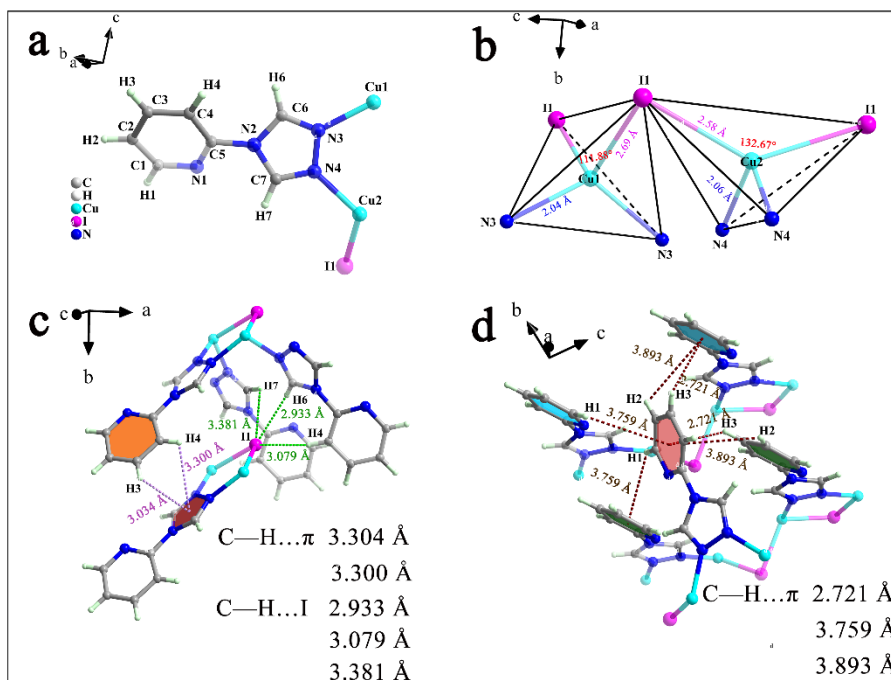 a
c
b
a
H3
H4
H6
Cu1
C3
C4
C6
H2
C2
N2
N3
C5
C1
N1
N4
H1
C7
H7
Cu2
I1
C
H
Cu
I
N
b
c
a
b
I1
I1
I1
2.58 Å
132.67°
111.88°
2.69 Å
Cu1
Cu2
2.04 Å
2.06 Å
N3
N3
N4
N4
c
c
a
b
H7
H6
2.933 Å
3.381 Å
I1
H4
3.079 Å
H4
3.300 Å
H3
3.034 Å
C—H…π 3.304 Å
3.300 Å
C—H…I 2.933 Å
3.079 Å
3.381 Å
d
b
a
c
3.893 Å
2.721 Å
H2
H3
H1
3.759 Å
2.721 Å
H3
H2
H1
3.893 Å
3.759 Å
C—H…π 2.721 Å
3.759 Å
3.893 Å
d